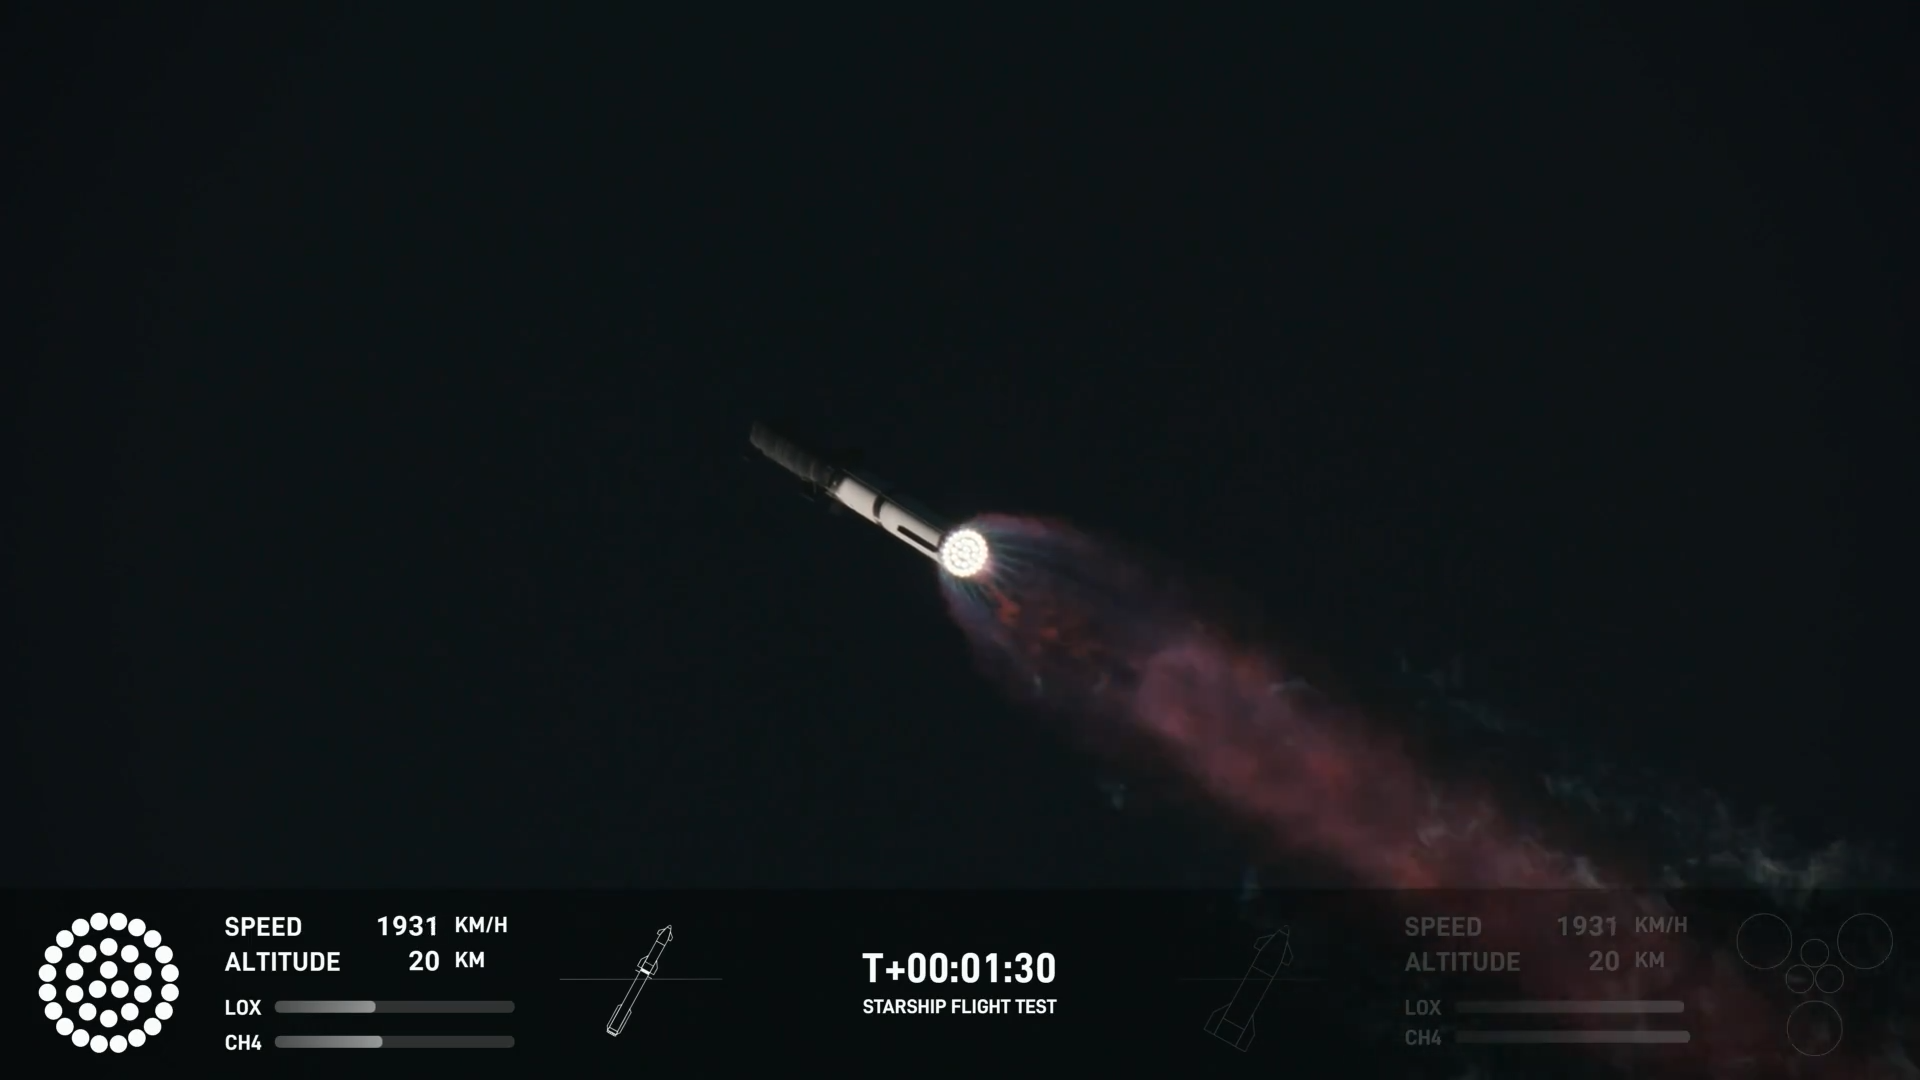 SPEED 1931 KM/H
ALTITUDE 20 KM
LOX
CH4
T+00:01:30
STARSHIP FLIGHT TEST
SPEED 1931 KM/H
ALTITUDE 20 KM
LOX
CH4